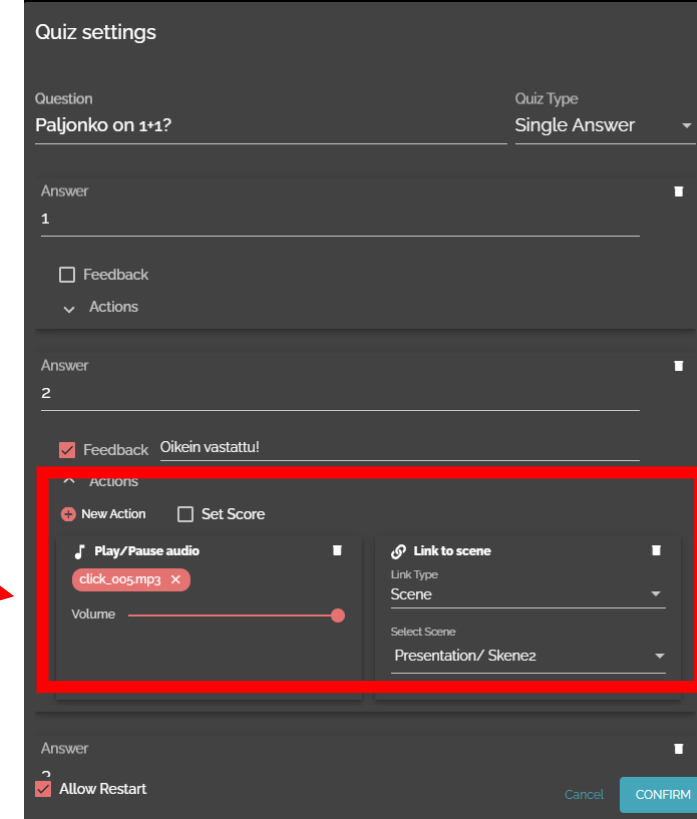 Quiz settings
Question
Quiz Type
Paljonko on 1+1?
Single Answer
Answer
1
Feedback
Actions
Answer
2
Feedback Oikein vastattu!
Actions
New Action
Set Score
Play/Pause audio
Link to scene
click_005.mp3 ×
Link Type
Scene
Volume
Select Scene
Presentation/ Skene2
Answer
Allow Restart
Cancel
CONFIRM